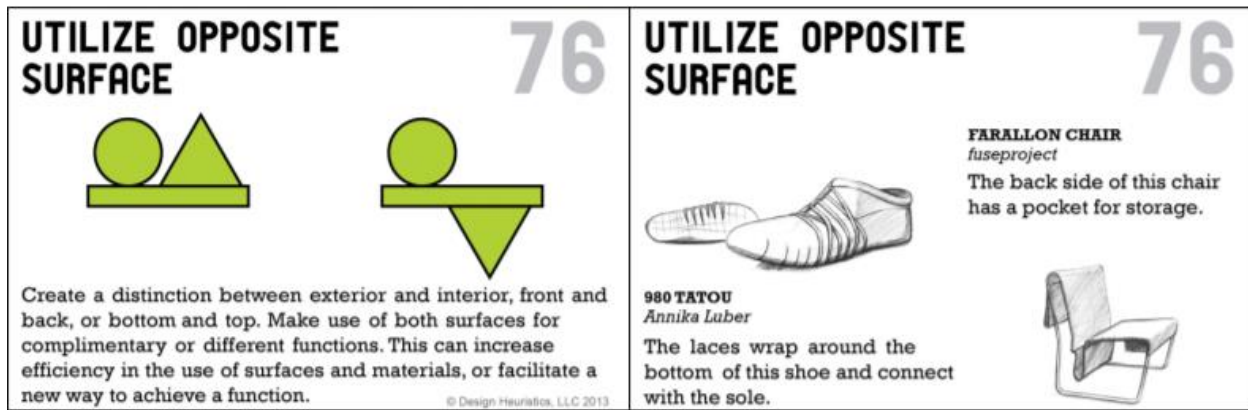 UTILIZE OPPOSITE
SURFACE
76
Create a distinction between exterior and interior, front and
back, or bottom and top. Make use of both surfaces for
complimentary or different functions. This can increase
efficiency in the use of surfaces and materials, or facilitate a
new way to achieve a function.
© Design Heuristics, LLC 2013
UTILIZE OPPOSITE
SURFACE
76
FARALLON CHAIR
fuseproject
The back side of this chair
has a pocket for storage.
980 TATOU
Annika Luber
The laces wrap around the
bottom of this shoe and connect
with the sole.